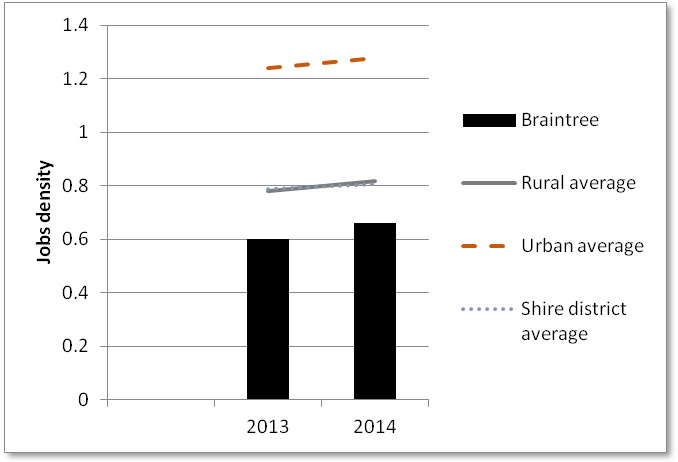 1.4
1.2
1
0.8
0.6
0.4
0.2
0
Jobs density
2013
2014
Braintree
Rural average
Urban average
Shire district
average